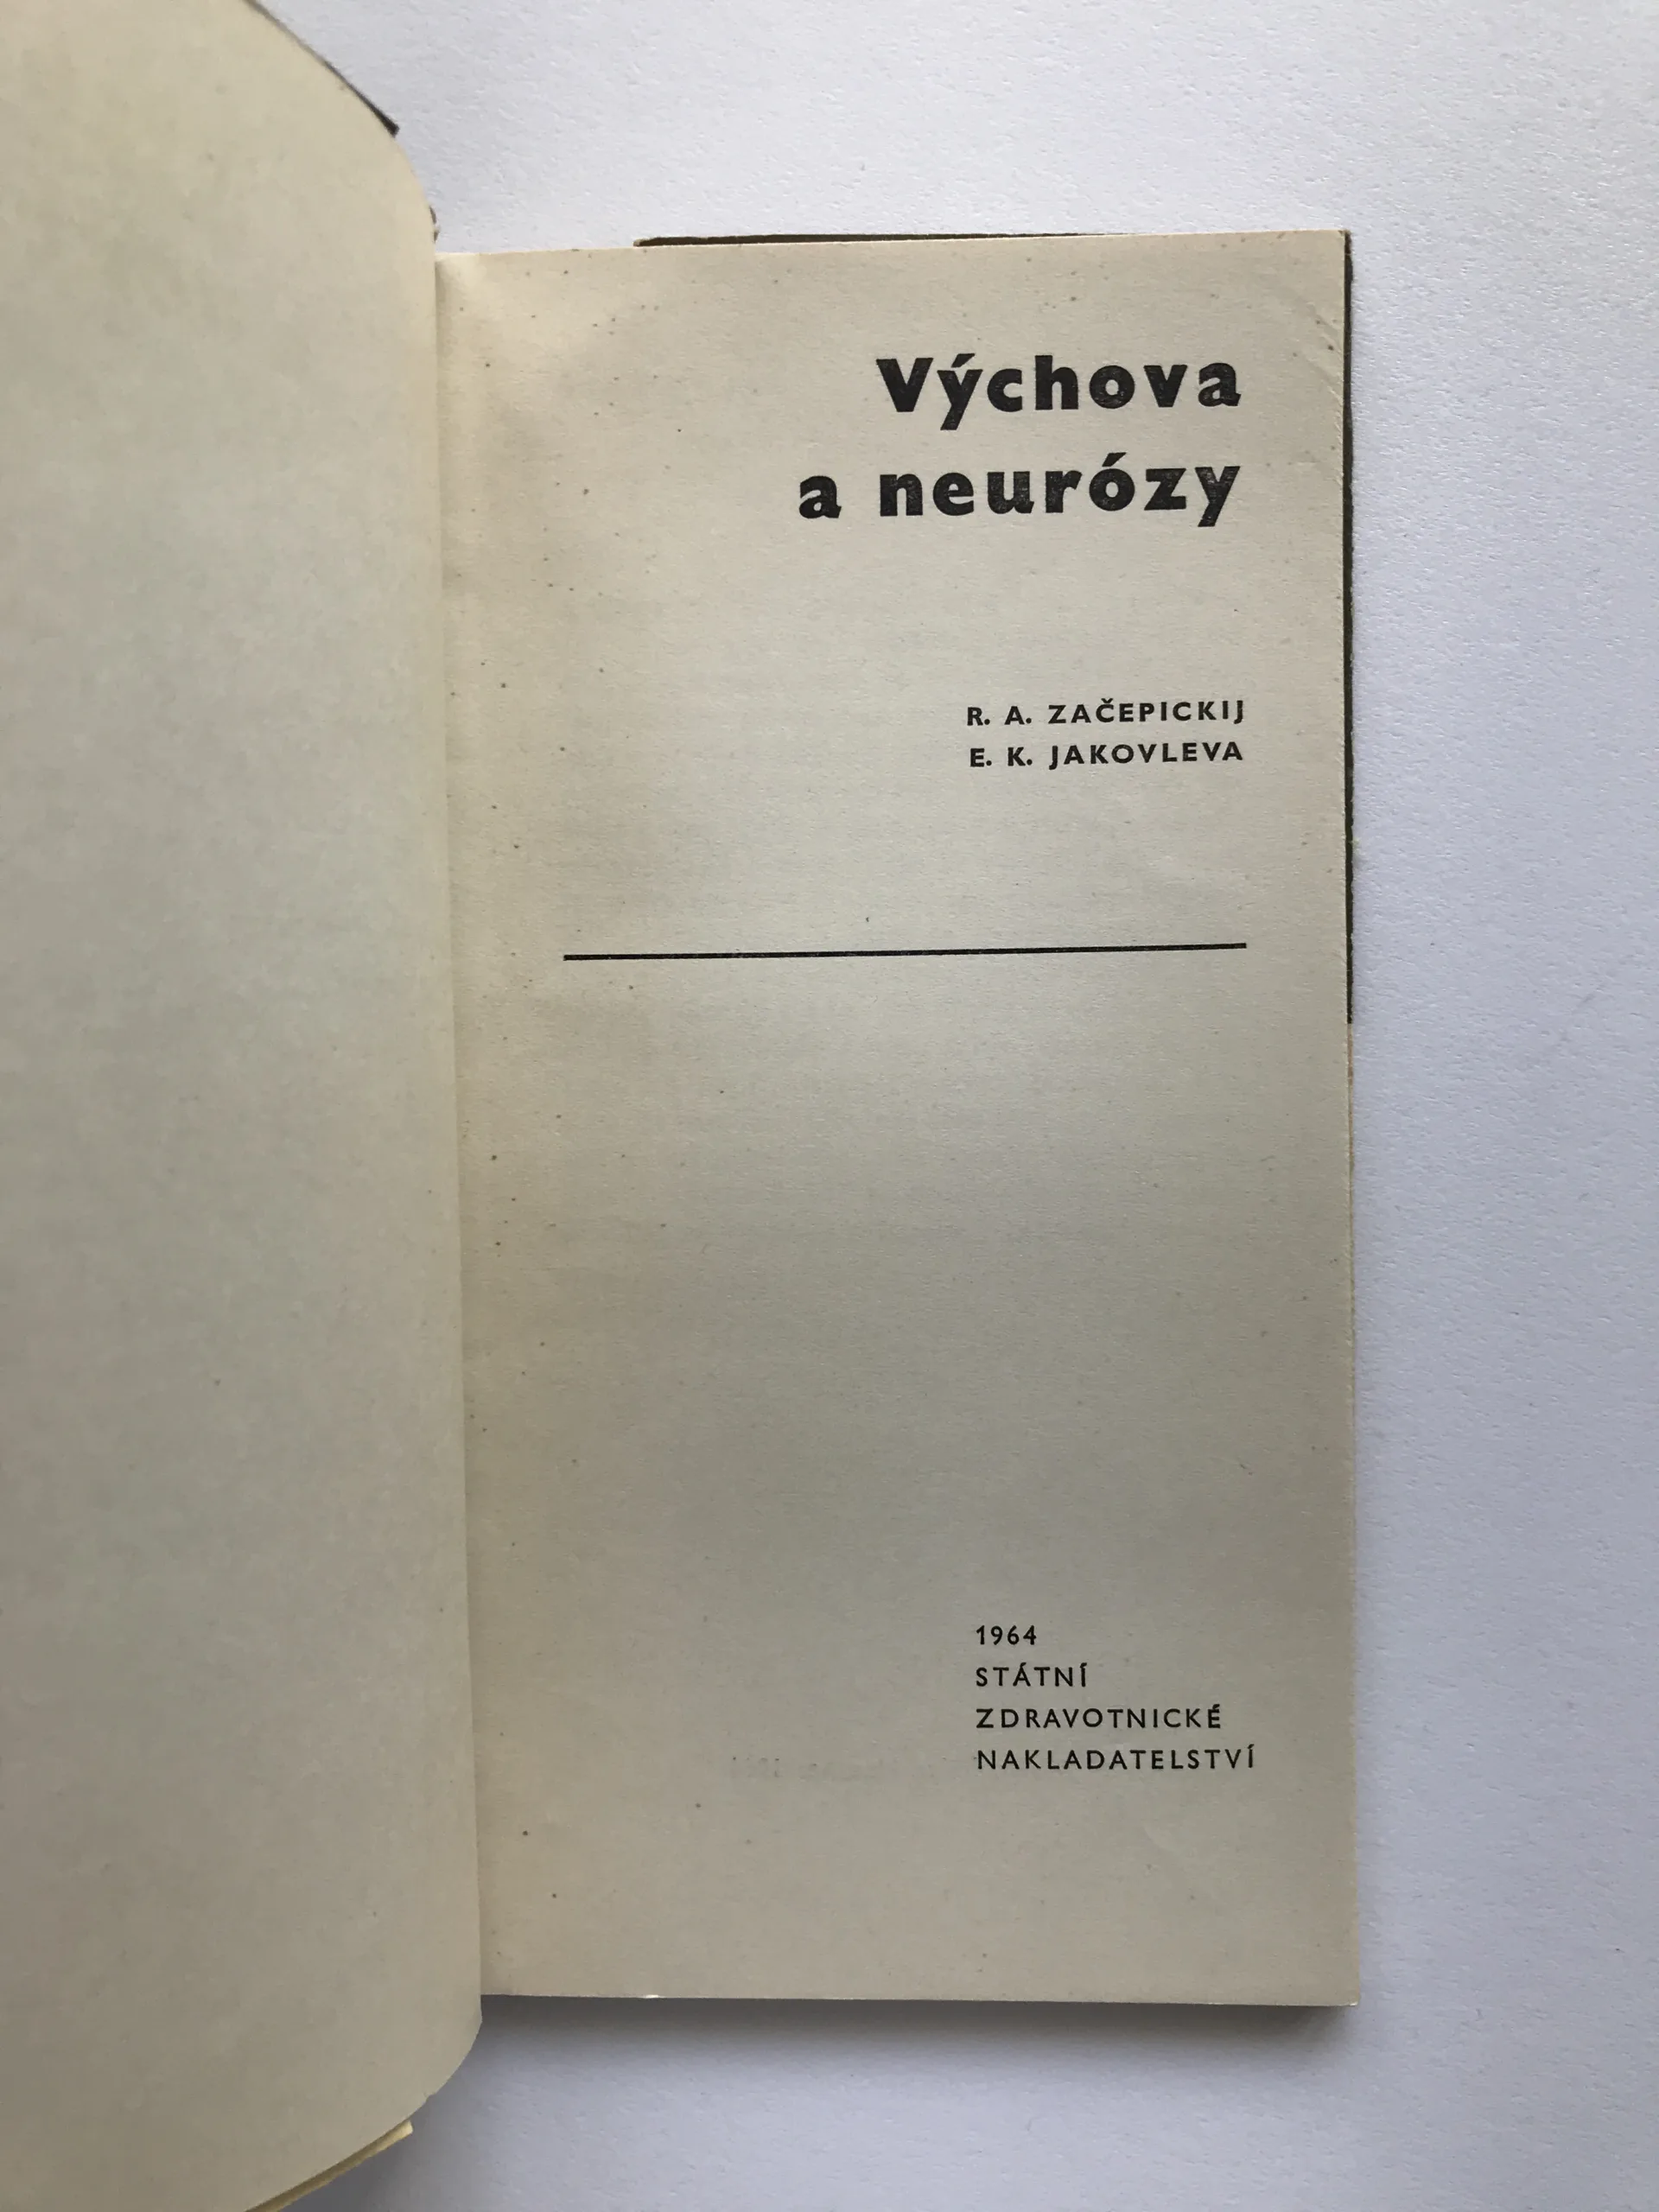 Výchova
a neurózy
R. A. ZAČEPICKIJ
E. K. JAKOVLEVA
1964
STÁTNÍ
ZDRAVOTNICKÉ
NAKLADATELSTVÍ